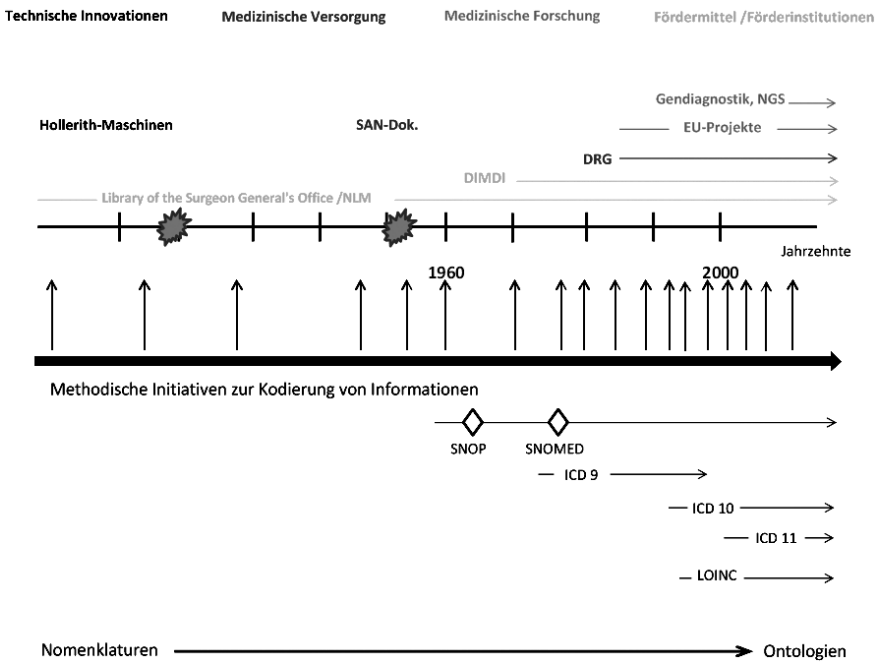 Technische Innovationen Medizinische Versorgung Medizinische Forschung Fördermittel /Förderinstitutionen
Gendiagnostik, NGS
Hollerith-Maschinen SAN-Dok. EU-Projekte
DRG
DIMDI
Library of the Surgeon General's Office /NLM
Jahrzehnte
1960 2000
Methodische Initiativen zur Kodierung von Informationen
SNOP SNOMED
ICD 9
ICD 10
ICD 11
LOINC
Nomenklaturen Ontologien